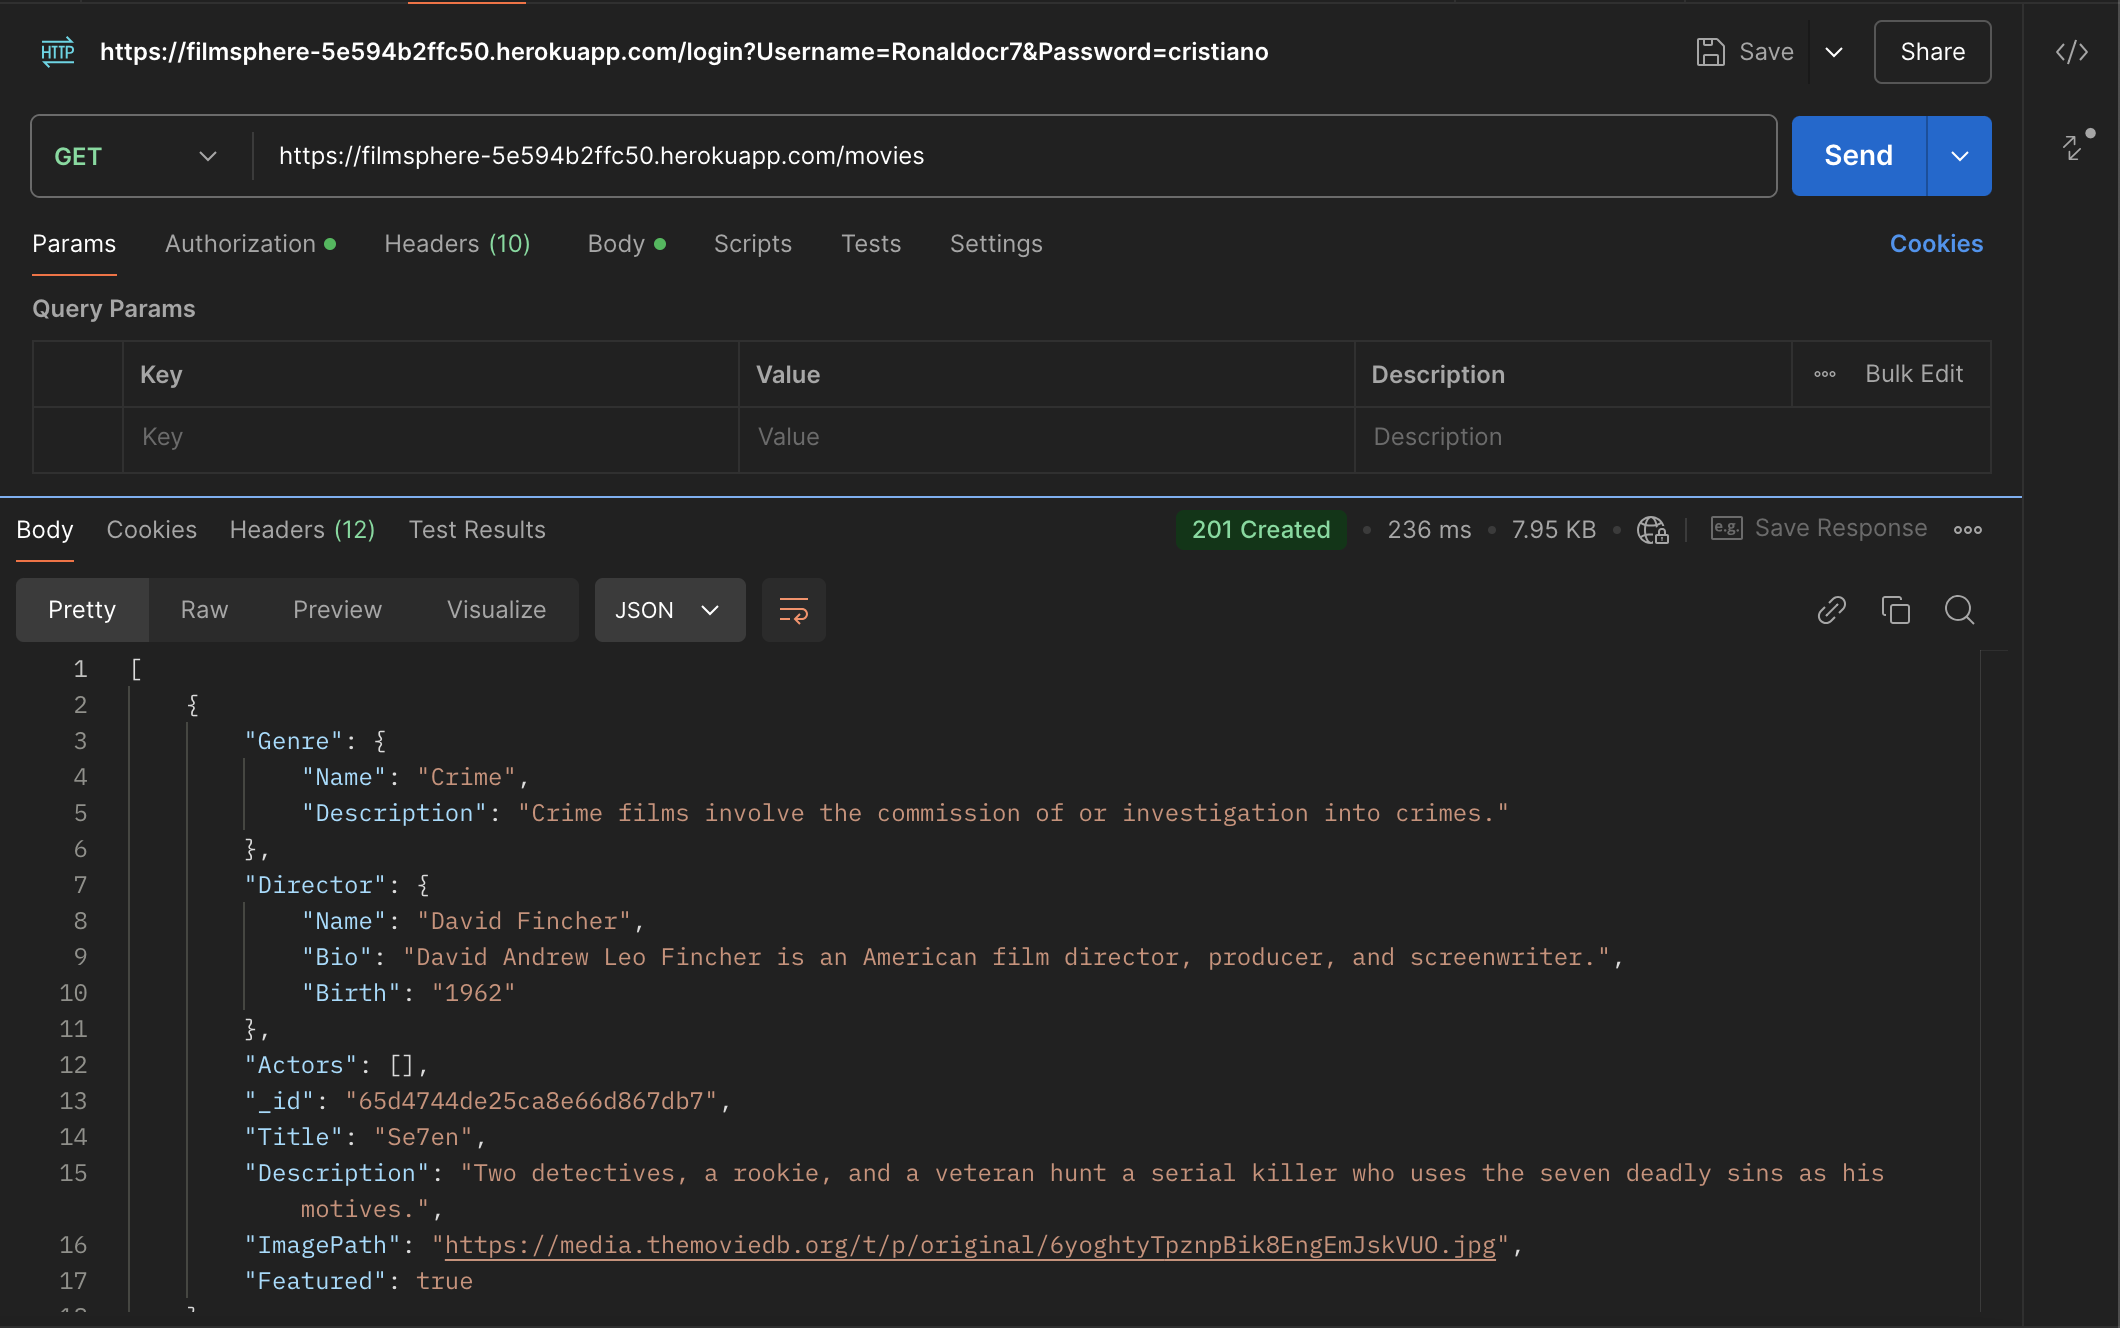 HTTP https://filmsphere-5e594b2ffc50.herokuapp.com/login?Username=Ronaldocr7&Password=cristiano Save Share </>
GET https://filmsphere-5e594b2ffc50.herokuapp.com/movies Send
Params Authorization Headers (10) Body Scripts Tests Settings Cookies
Query Params
Key Value Description Bulk Edit
Key Value Description
Body Cookies Headers (12) Test Results 201 Created 236 ms 7.95 KB e.g. Save Response
Pretty Raw Preview Visualize JSON
1 [
2 {
3 "Genre": {
4 "Name": "Crime",
5 "Description": "Crime films involve the commission of or investigation into crimes."
6 },
7 "Director": {
8 "Name": "David Fincher",
9 "Bio": "David Andrew Leo Fincher is an American film director, producer, and screenwriter.",
10 "Birth": "1962"
11 },
12 "Actors": [],
13 "_id": "65d4744de25ca8e66d867db7",
14 "Title": "Se7en",
15 "Description": "Two detectives, a rookie, and a veteran hunt a serial killer who uses the seven deadly sins as his
motives.",
16 "ImagePath": "https://media.themoviedb.org/t/p/original/6yoghtyTpznpBik8EngEmJskVUO.jpg",
17 "Featured": true